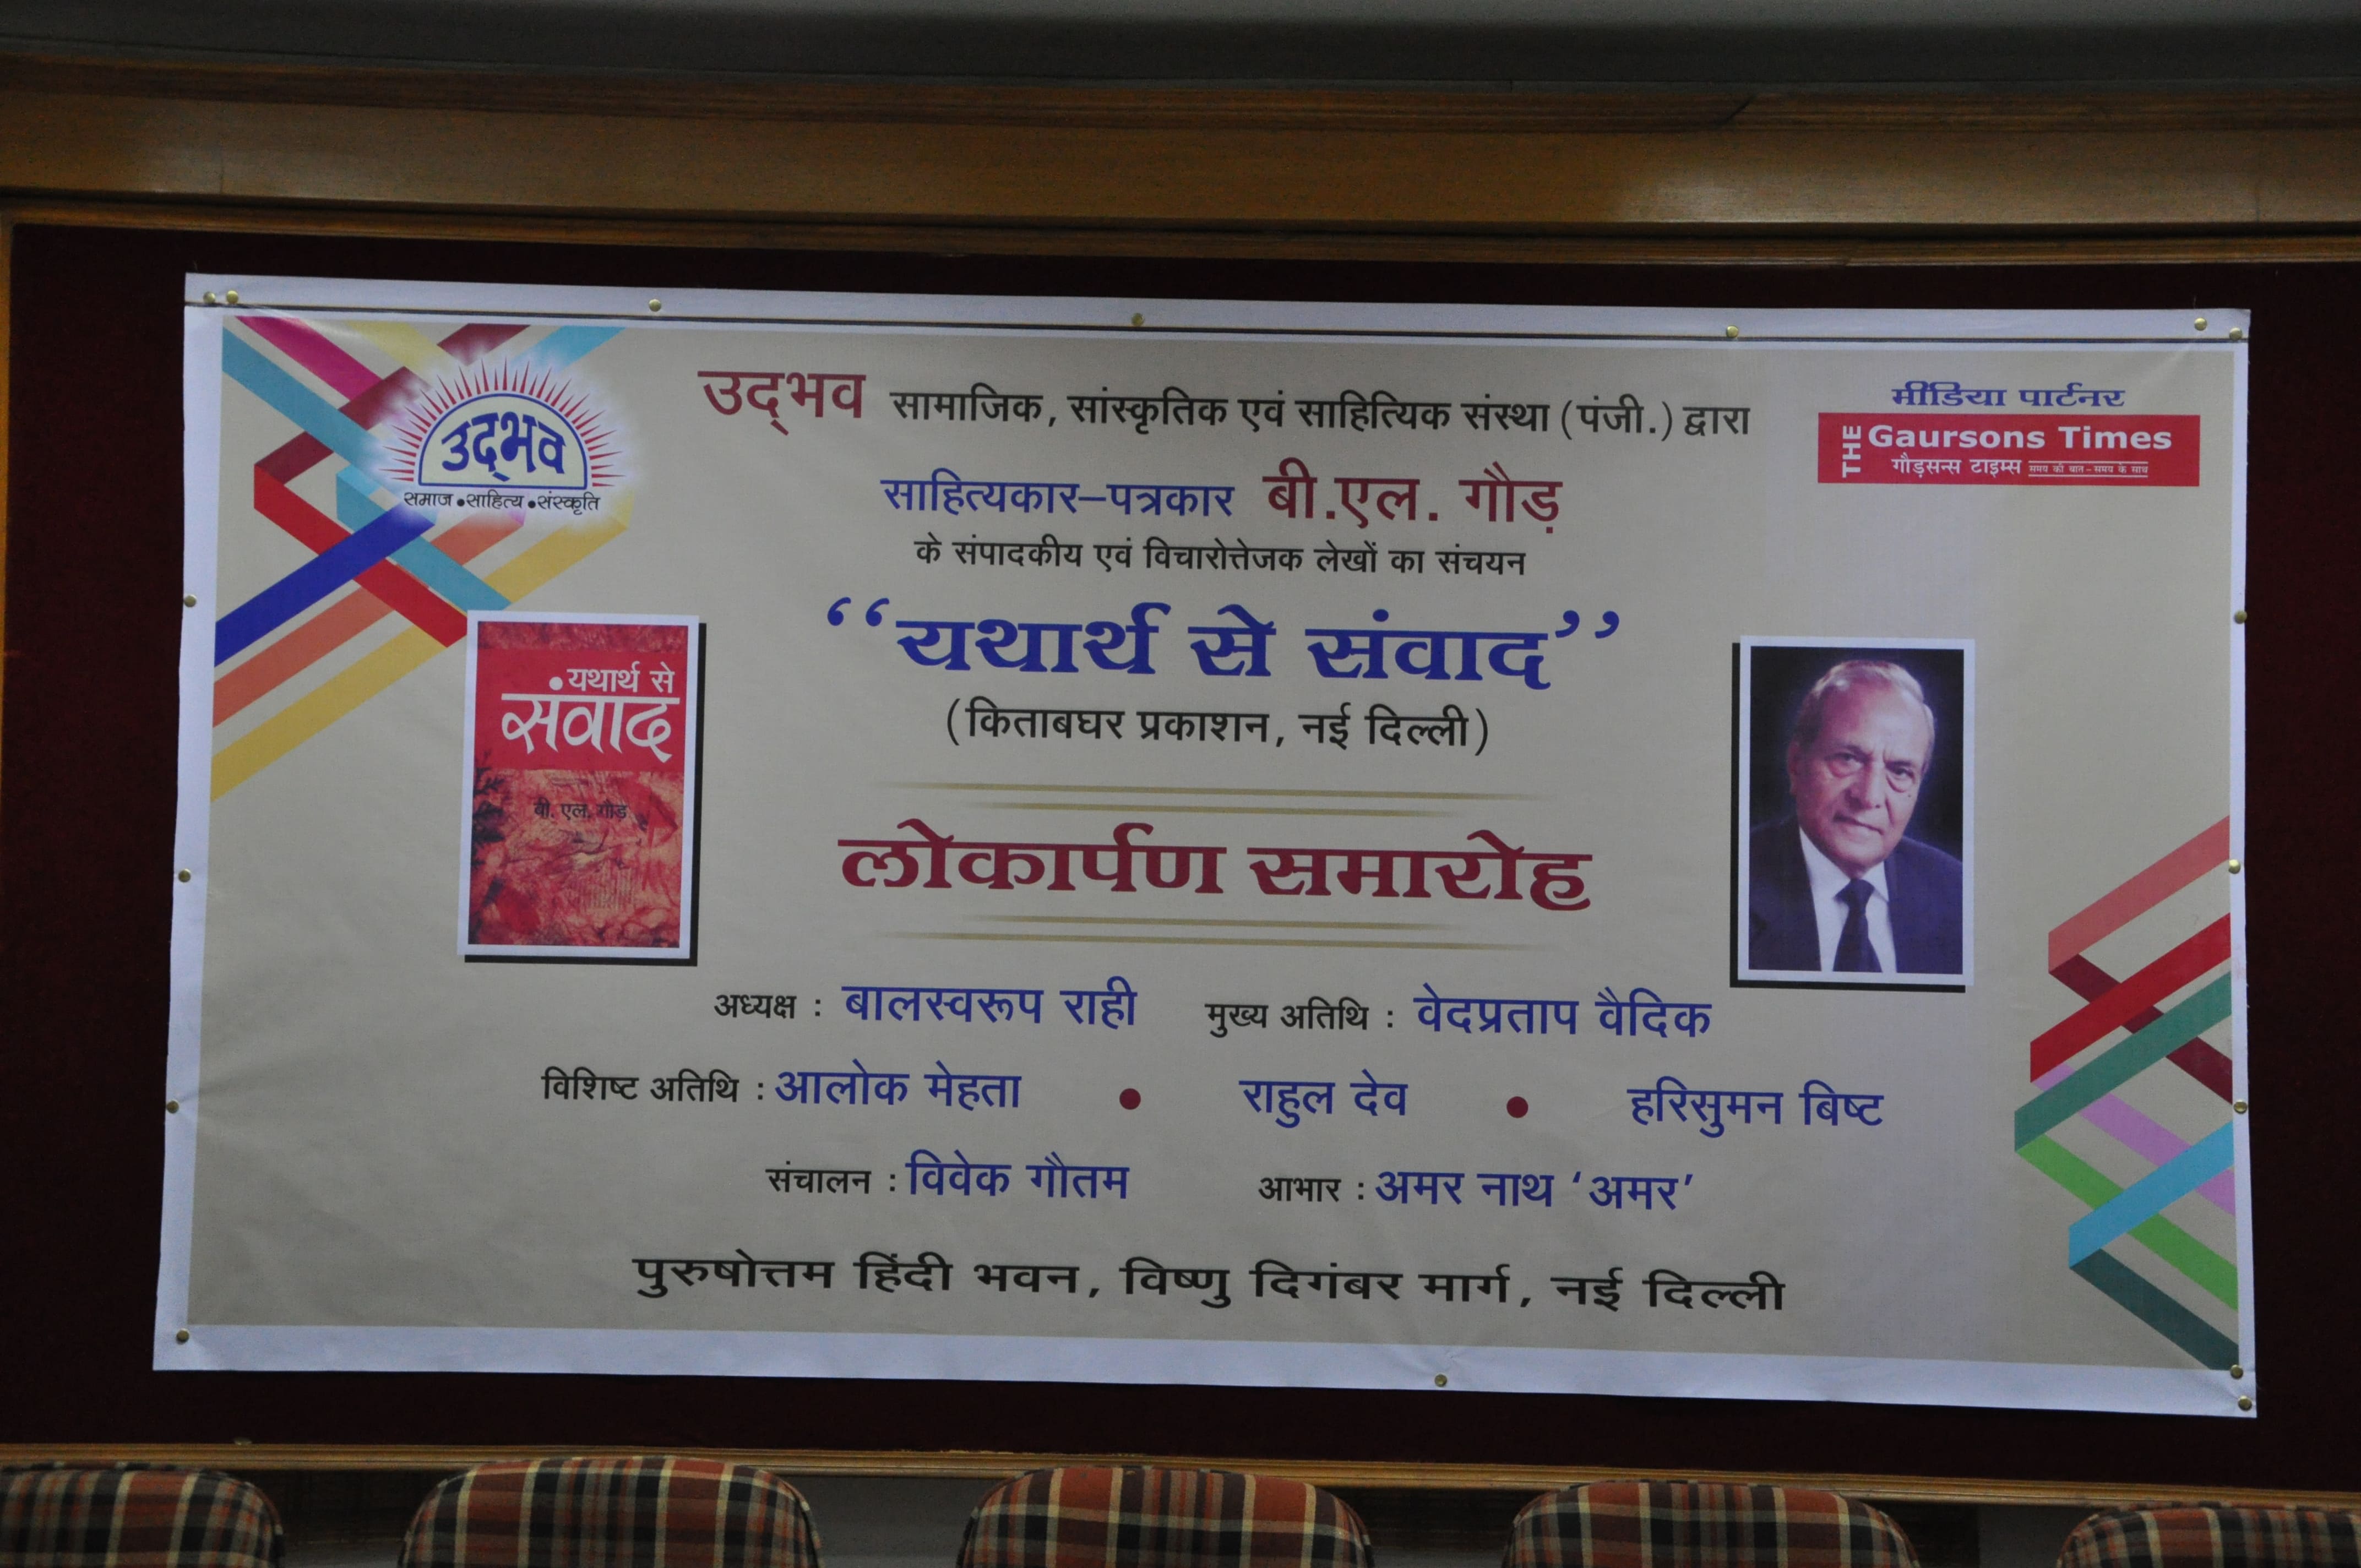 उद्‌भव
समाज • साहित्य • संस्कृति
उद्‌भव सामाजिक, सांस्कृतिक एवं साहित्यिक संस्था (पंजी.) द्वारा
मीडिया पार्टनर
THE Gaursons Times
गौड़सन्स टाइम्स समय की बात-समय के साथ
साहित्यकार-पत्रकार बी.एल. गौड़
के संपादकीय एवं विचारोत्तेजक लेखों का संचयन
“यथार्थ से संवाद”
(किताबघर प्रकाशन, नई दिल्ली)
यथार्थ से
संवाद
बी. एल. गौड़
लोकार्पण समारोह
अध्यक्ष : बालस्वरूप राही मुख्य अतिथि : वेदप्रताप वैदिक
विशिष्ट अतिथि : आलोक मेहता • राहुल देव • हरिसुमन बिष्ट
संचालन : विवेक गौतम आभार : अमर नाथ ‘अमर’
पुरुषोत्तम हिंदी भवन, विष्णु दिगंबर मार्ग, नई दिल्ली